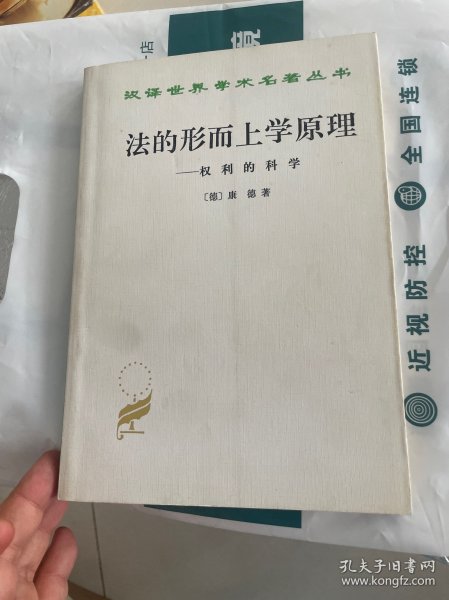 汉译世界学术名著丛书
法的形而上学原理
——权利的科学
〔德〕康 德 著
店
镜
全国连锁
近视防控
孔夫子旧书网
www.kongfz.com